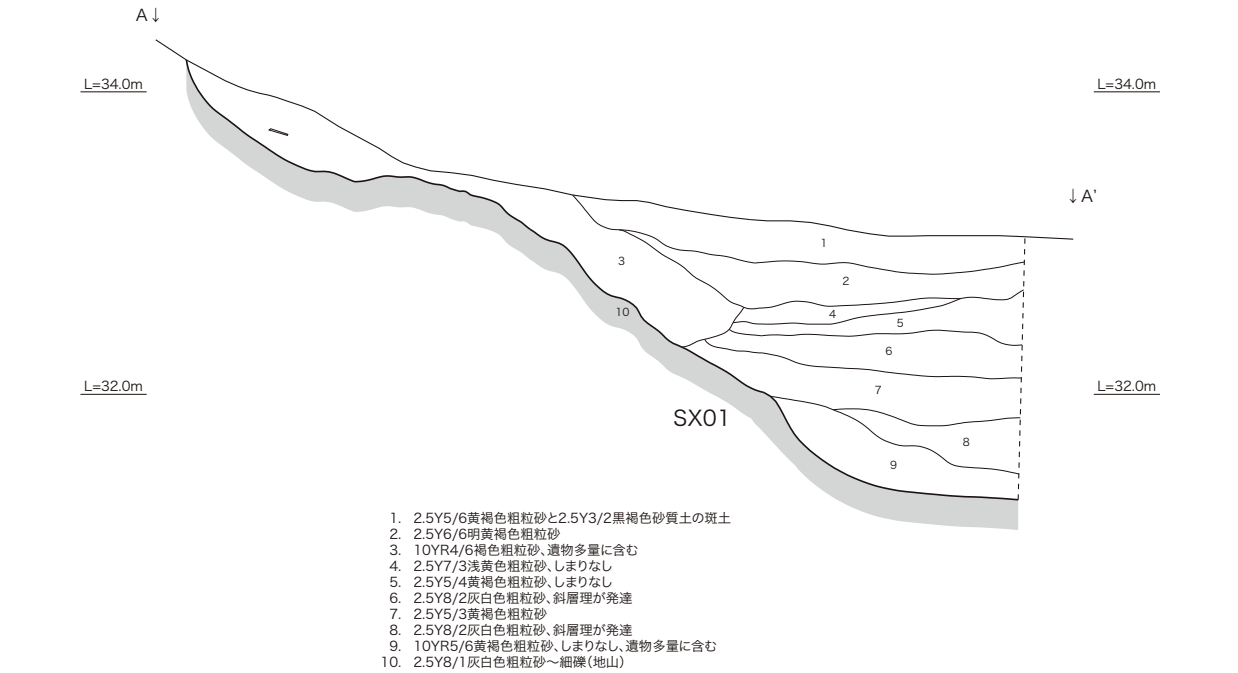 A↓
L=34.0m
L=34.0m
↓A’
1
2
3
4
5
10
6
7
8
9
L=32.0m
L=32.0m
SX01
1. 2.5Y5/6黄褐色粗粒砂と2.5Y3/2黒褐色砂質土の斑土
2. 2.5Y6/6明黄褐色粗粒砂
3. 10YR4/6褐色粗粒砂、遺物多量に含む
4. 2.5Y7/3浅黄色粗粒砂、しまりなし
5. 2.5Y5/4黄褐色粗粒砂、しまりなし
6. 2.5Y8/2灰白色粗粒砂、斜層理が発達
7. 2.5Y5/3黄褐色粗粒砂
8. 2.5Y8/2灰白色粗粒砂、斜層理が発達
9. 10YR5/6黄褐色粗粒砂、しまりなし、遺物多量に含む
10. 2.5Y8/1灰白色粗粒砂〜細礫(地山)